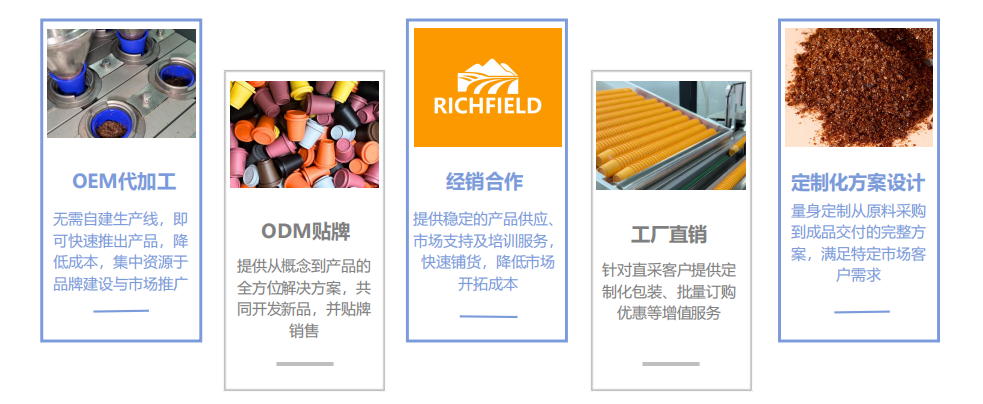 OEM代加工
无需自建生产线，即
可快速推出产品，降
低成本，集中资源于
品牌建设与市场推广
ODM贴牌
提供从概念到产品的
全方位解决方案，共
同开发新品，并贴牌
销售
RICHFIELD
经销合作
提供稳定的产品供应、
市场支持及培训服务，
快速铺货，降低市场
开拓成本
工厂直销
针对直采客户提供定
制化包装、批量订购
优惠等增值服务
定制化方案设计
量身定制从原料采购
到成品交付的完整方
案，满足特定市场客
户需求